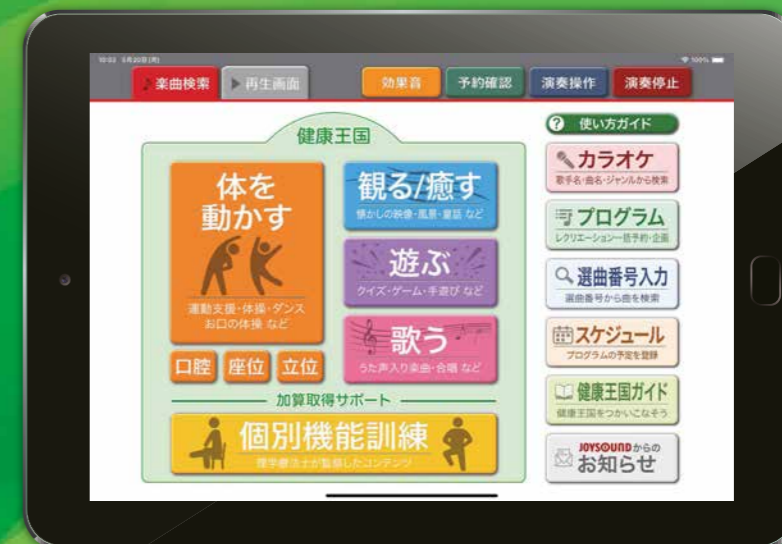 10:03 5月20日(月)
100%
楽曲検索
再生画面
効果音
予約確認
演奏操作
演奏停止
健康王国
体を
動かす
運動支援・体操・ダンス
お口の体操 など
口腔
座位
立位
観る/癒す
懐かしの映像・風景・童話 など
遊ぶ
クイズ・ゲーム・手遊び など
歌う
うた声入り楽曲・合唱 など
加算取得サポート
個別機能訓練
理学療法士が監修したコンテンツ
? 使い方ガイド
カラオケ
歌手名・曲名・ジャンルから検索
プログラム
レクリエーション一括予約・企画
選曲番号入力
選曲番号から曲を検索
スケジュール
プログラムの予定を登録
健康王国ガイド
健康王国をつかいこなそう
JOYSOUNDからの
お知らせ